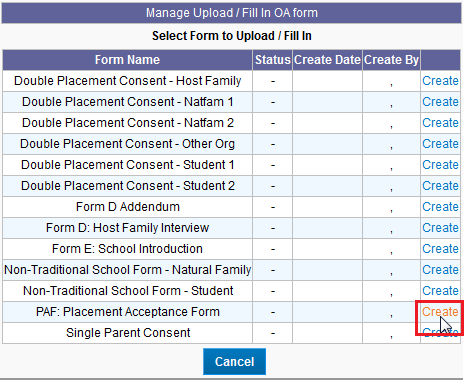 Manage Upload / Fill In OA form
Select Form to Upload / Fill In
Form Name Status Create Date Create By
Double Placement Consent - Host Family - , Create
Double Placement Consent - Natfam 1 - , Create
Double Placement Consent - Natfam 2 - , Create
Double Placement Consent - Other Org - , Create
Double Placement Consent - Student 1 - , Create
Double Placement Consent - Student 2 - , Create
Form D Addendum - , Create
Form D: Host Family Interview - , Create
Form E: School Introduction - , Create
Non-Traditional School Form - Natural Family - , Create
Non-Traditional School Form - Student - , Create
PAF: Placement Acceptance Form - , Create
Single Parent Consent - , Create
Cancel